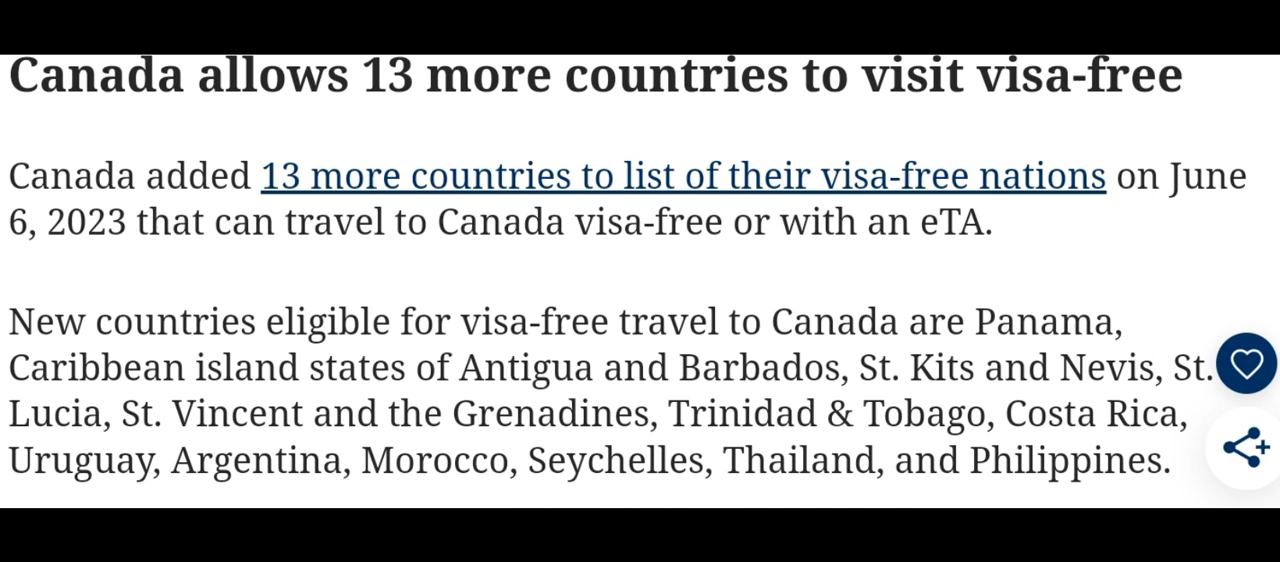 Canada allows 13 more countries to visit visa-free
Canada added 13 more countries to list of their visa-free nations on June
6, 2023 that can travel to Canada visa-free or with an eTA.
New countries eligible for visa-free travel to Canada are Panama,
Caribbean island states of Antigua and Barbados, St. Kits and Nevis, St.
Lucia, St. Vincent and the Grenadines, Trinidad & Tobago, Costa Rica,
Uruguay, Argentina, Morocco, Seychelles, Thailand, and Philippines.